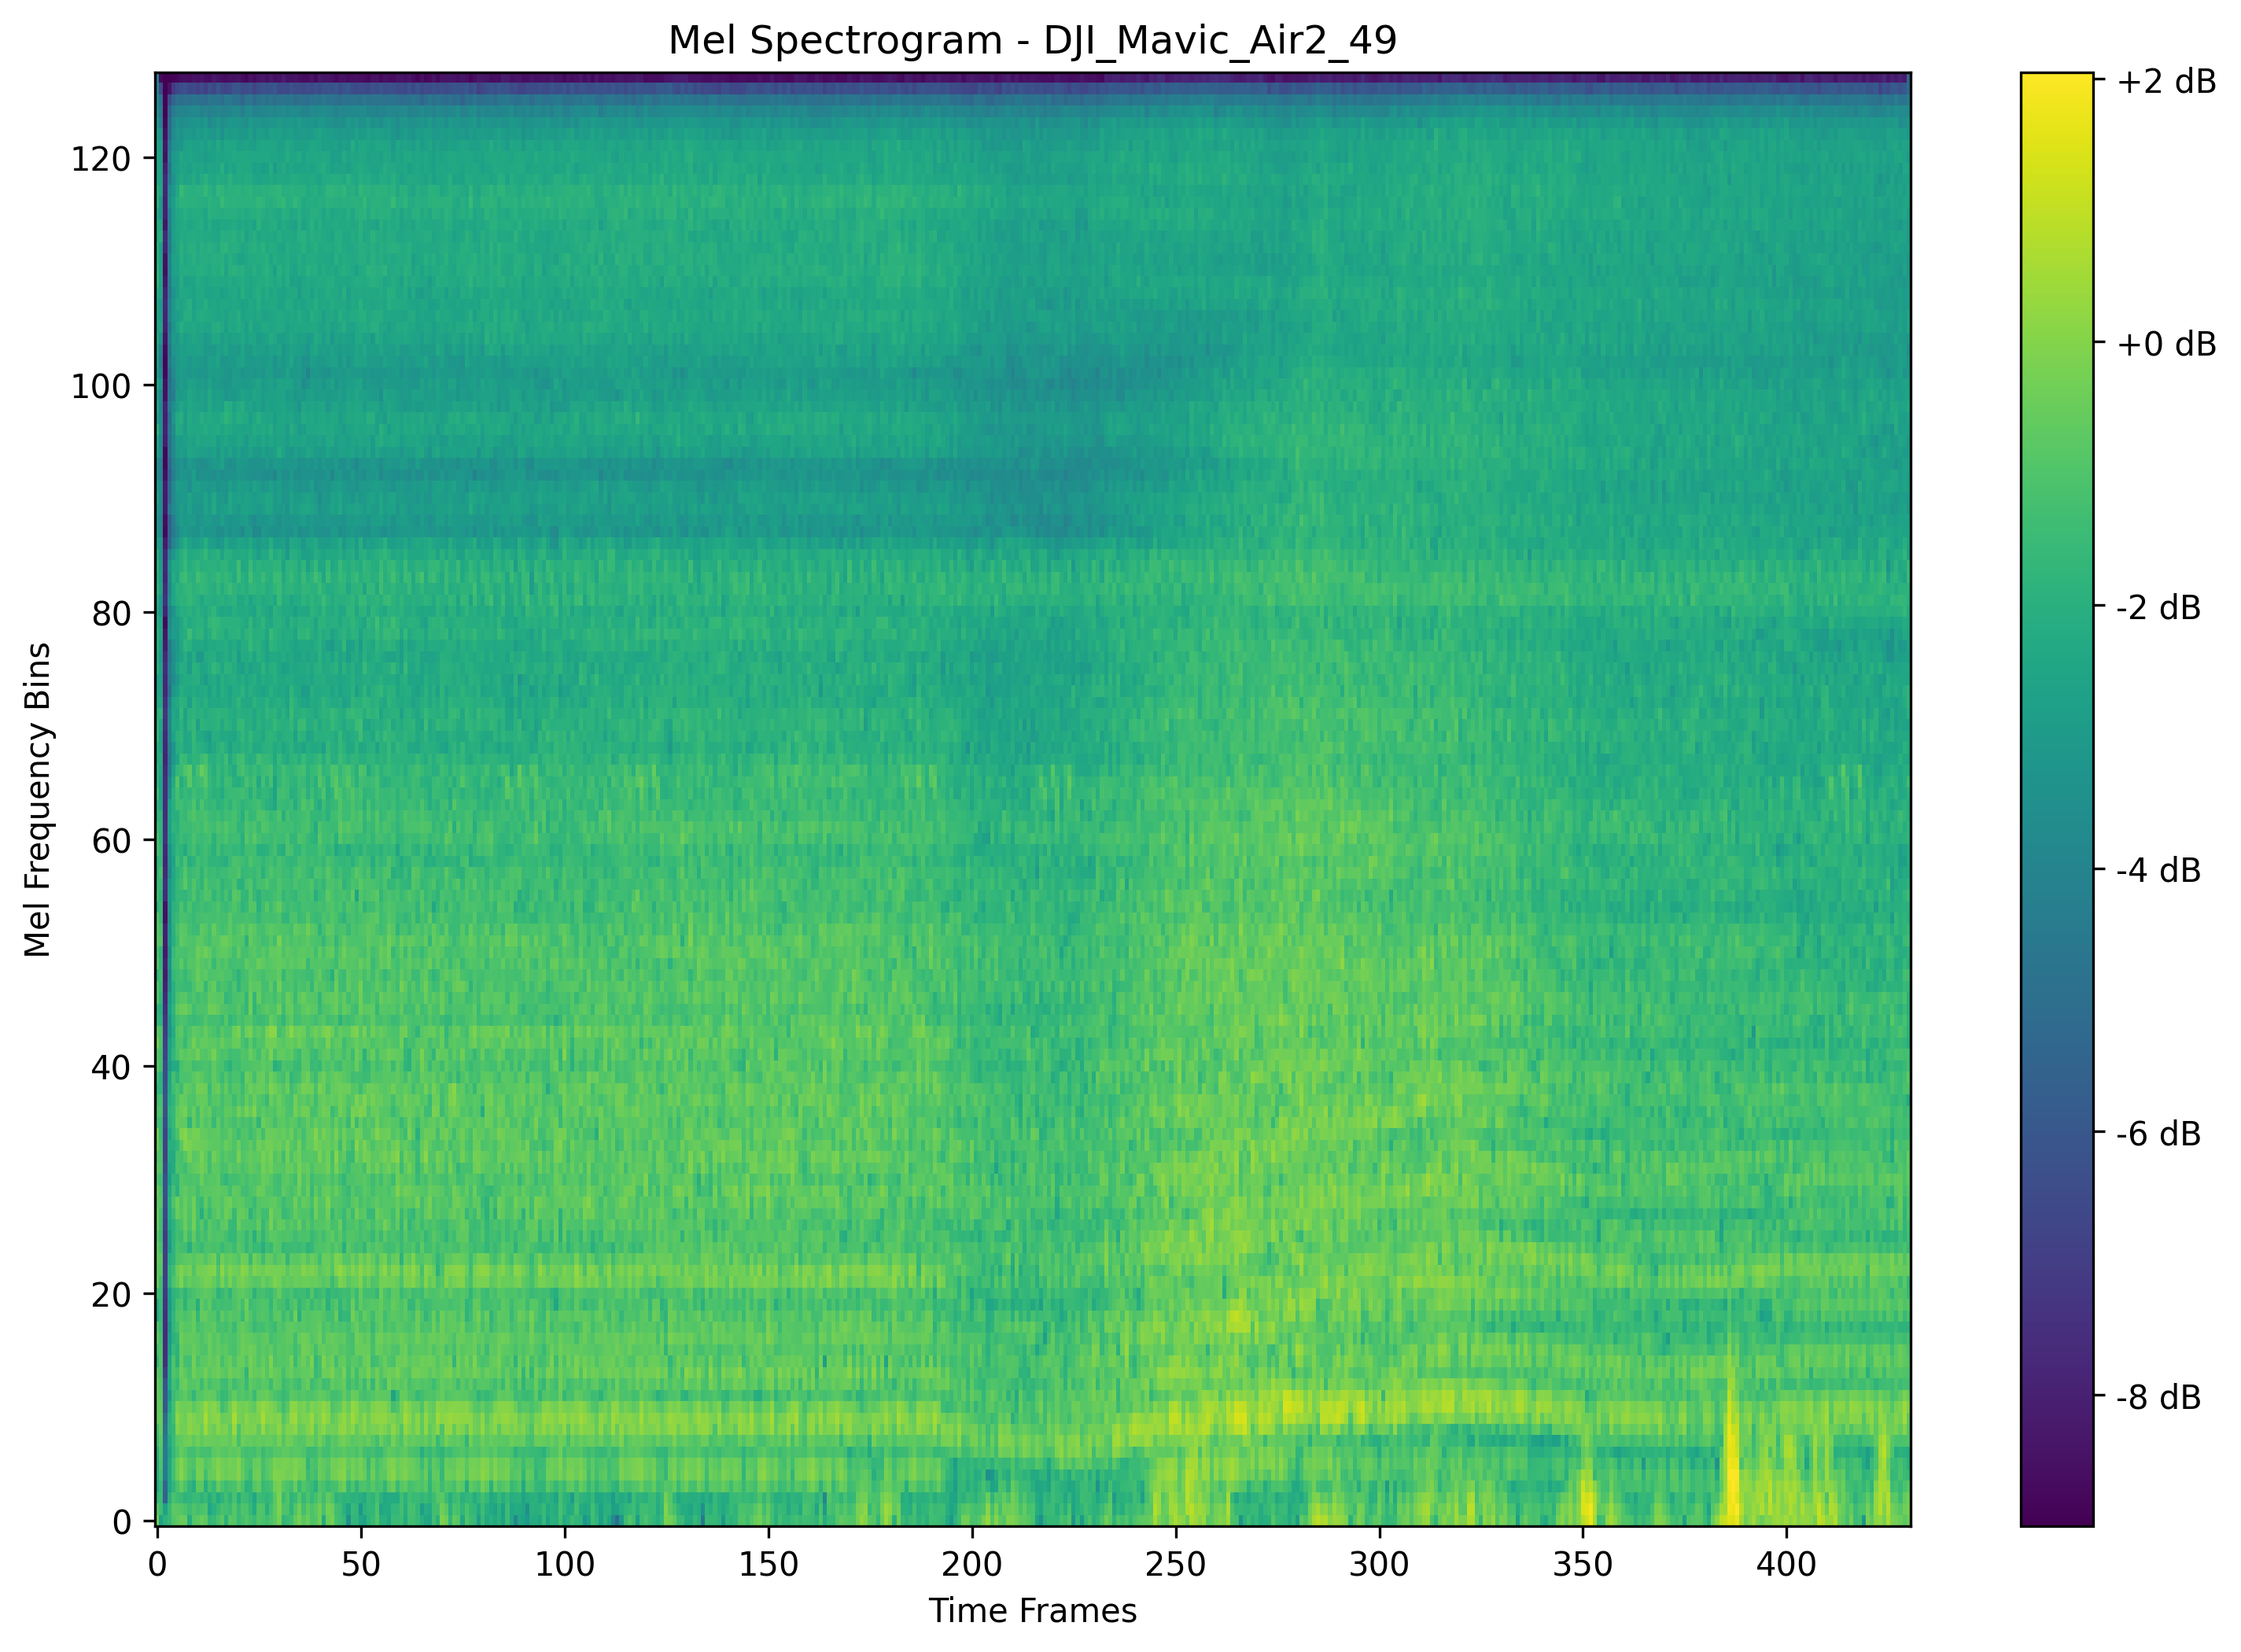 Mel Spectrogram - DJI_Mavic_Air2_49
+2 dB
+0 dB
-2 dB
-4 dB
-6 dB
-8 dB
120
100
80
60
40
20
0
Mel Frequency Bins
0 50 100 150 200 250 300 350 400
Time Frames